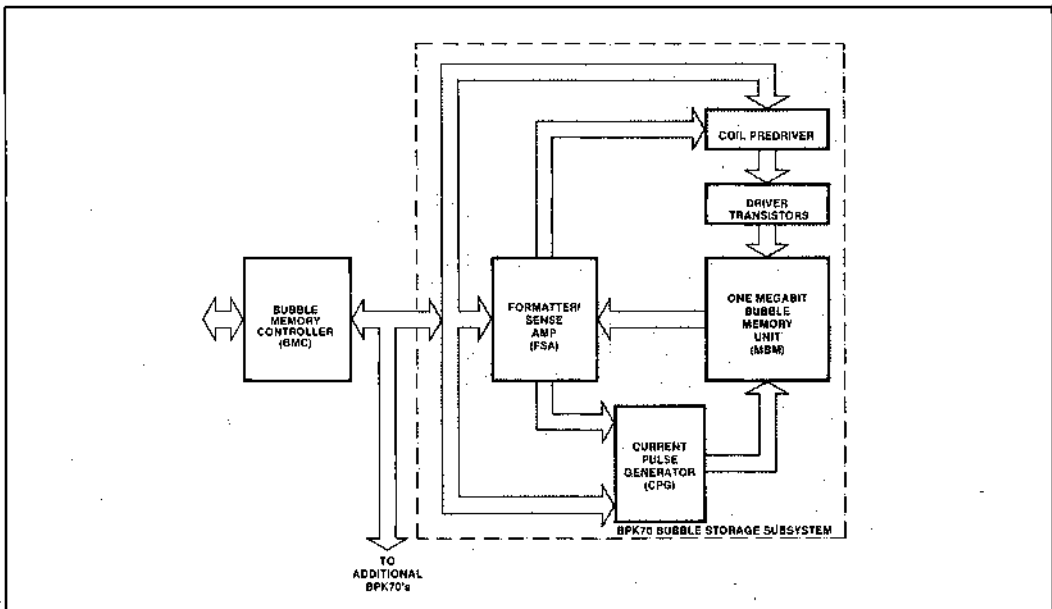 COIL PREDRIVER
DRIVER
TRANSISTORS
BUBBLE
MEMORY
CONTROLLER
(BMC)
FORMATTER/
SENSE
AMP
(FSA)
ONE MEGABIT
BUBBLE
MEMORY
UNIT
(MBM)
CURRENT
PULSE
GENERATOR
(CPG)
BPK70 BUBBLE STORAGE SUBSYSTEM
TO
ADDITIONAL
BPK70's